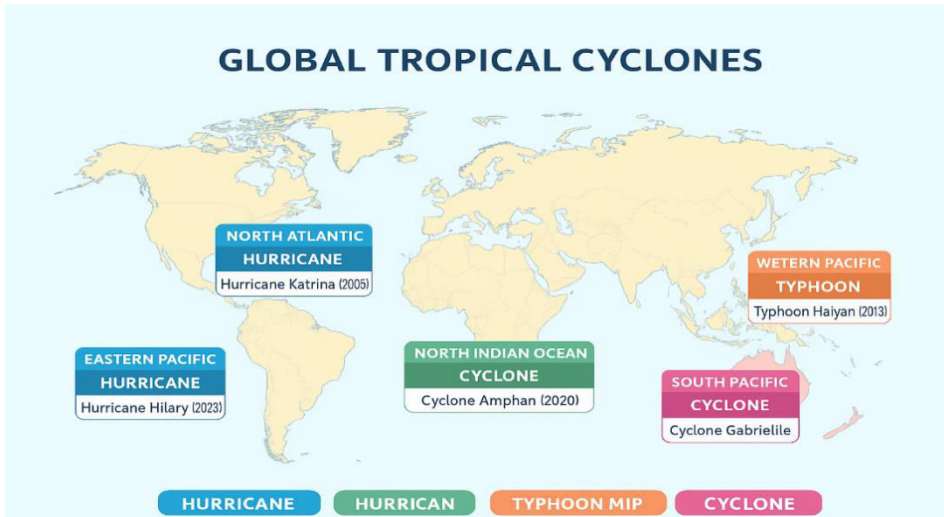 GLOBAL TROPICAL CYCLONES
NORTH ATLANTIC
HURRICANE
Hurricane Katrina (2005)
WETERN PACIFIC
TYPHOON
Typhoon Haiyan (2013)
EASTERN PACIFIC
HURRICANE
Hurricane Hilary (2023)
NORTH INDIAN OCEAN
CYCLONE
Cyclone Amphan (2020)
SOUTH PACIFIC
CYCLONE
Cyclone Gabrielile
HURRICANE
HURRICAN
TYPHOON MIP
CYCLONE